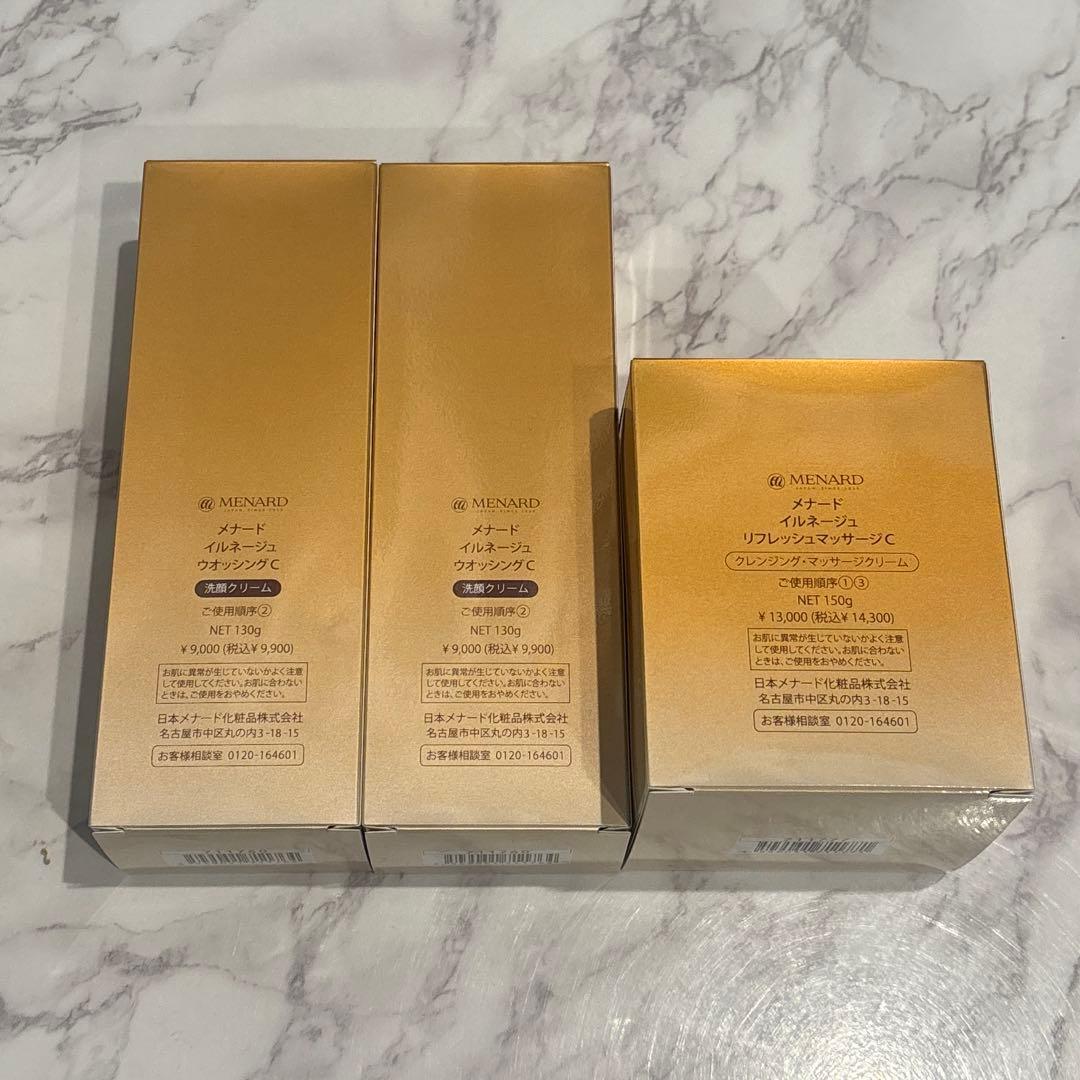 MENARD
JAPAN, SINCE 1959
メナード
イルネージュ
ウオッシングC
洗顔クリーム
ご使用順序②
NET 130g
¥9,000 (税込¥9,900)
お肌に異常が生じていないかよく注意
して使用してください。お肌に合わない
ときは、ご使用をおやめください。
日本メナード化粧品株式会社
名古屋市中区丸の内3-18-15
お客様相談室 0120-164601
MENARD
JAPAN, SINCE 1959
メナード
イルネージュ
ウオッシングC
洗顔クリーム
ご使用順序②
NET 130g
¥9,000 (税込¥9,900)
お肌に異常が生じていないかよく注意
して使用してください。お肌に合わない
ときは、ご使用をおやめください。
日本メナード化粧品株式会社
名古屋市中区丸の内3-18-15
お客様相談室 0120-164601
MENARD
JAPAN, SINCE 1959
メナード
イルネージュ
リフレッシュマッサージC
クレンジング・マッサージクリーム
ご使用順序①③
NET 150g
¥13,000 (税込¥14,300)
お肌に異常が生じていないかよく注意
して使用してください。お肌に合わない
ときは、ご使用をおやめください。
日本メナード化粧品株式会社
名古屋市中区丸の内3-18-15
お客様相談室 0120-164601